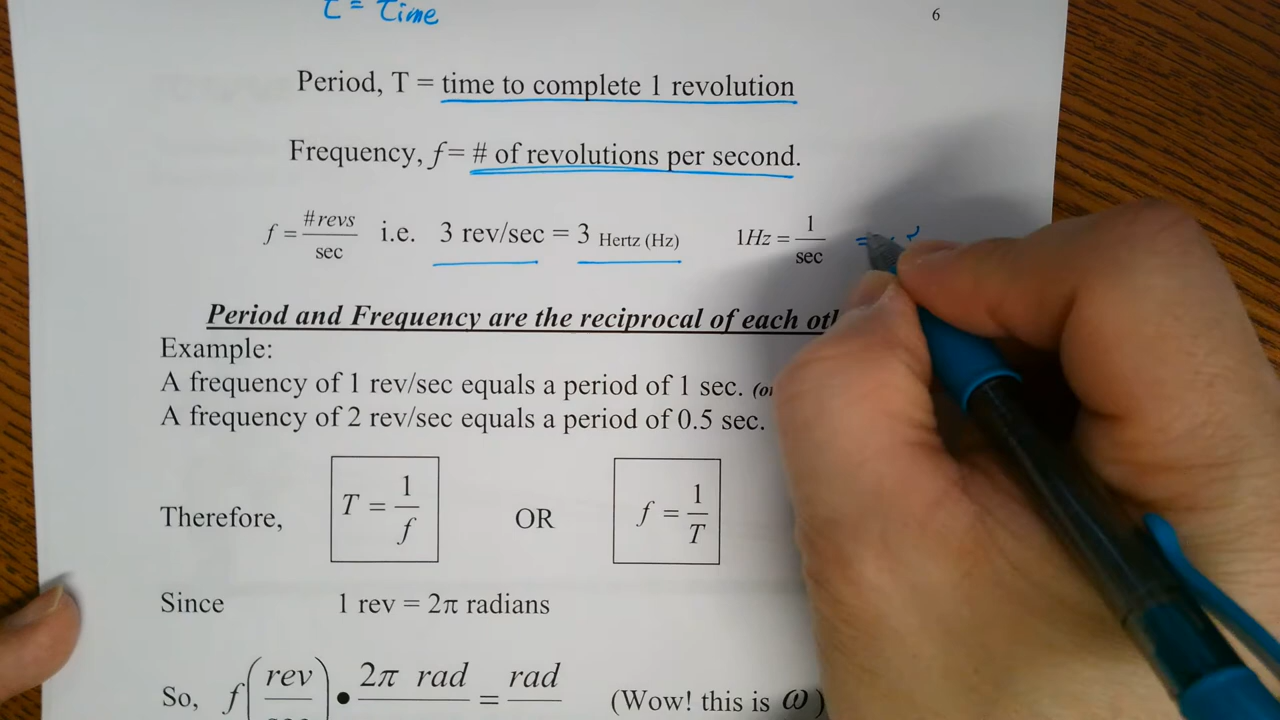 t = Time
6
Period, T = time to complete 1 revolution
Frequency, f = # of revolutions per second.
f = #revs/sec i.e. 3 rev/sec = 3 Hertz (Hz) 1Hz = 1/sec =
Period and Frequency are the reciprocal of each
Example:
A frequency of 1 rev/sec equals a period of 1 sec.
A frequency of 2 rev/sec equals a period of 0.5 sec.
Therefore, T = 1/f OR f = 1/T
Since 1 rev = 2π radians
So, f(rev/ ) • 2π rad/ = rad/ (Wow! this is ω)